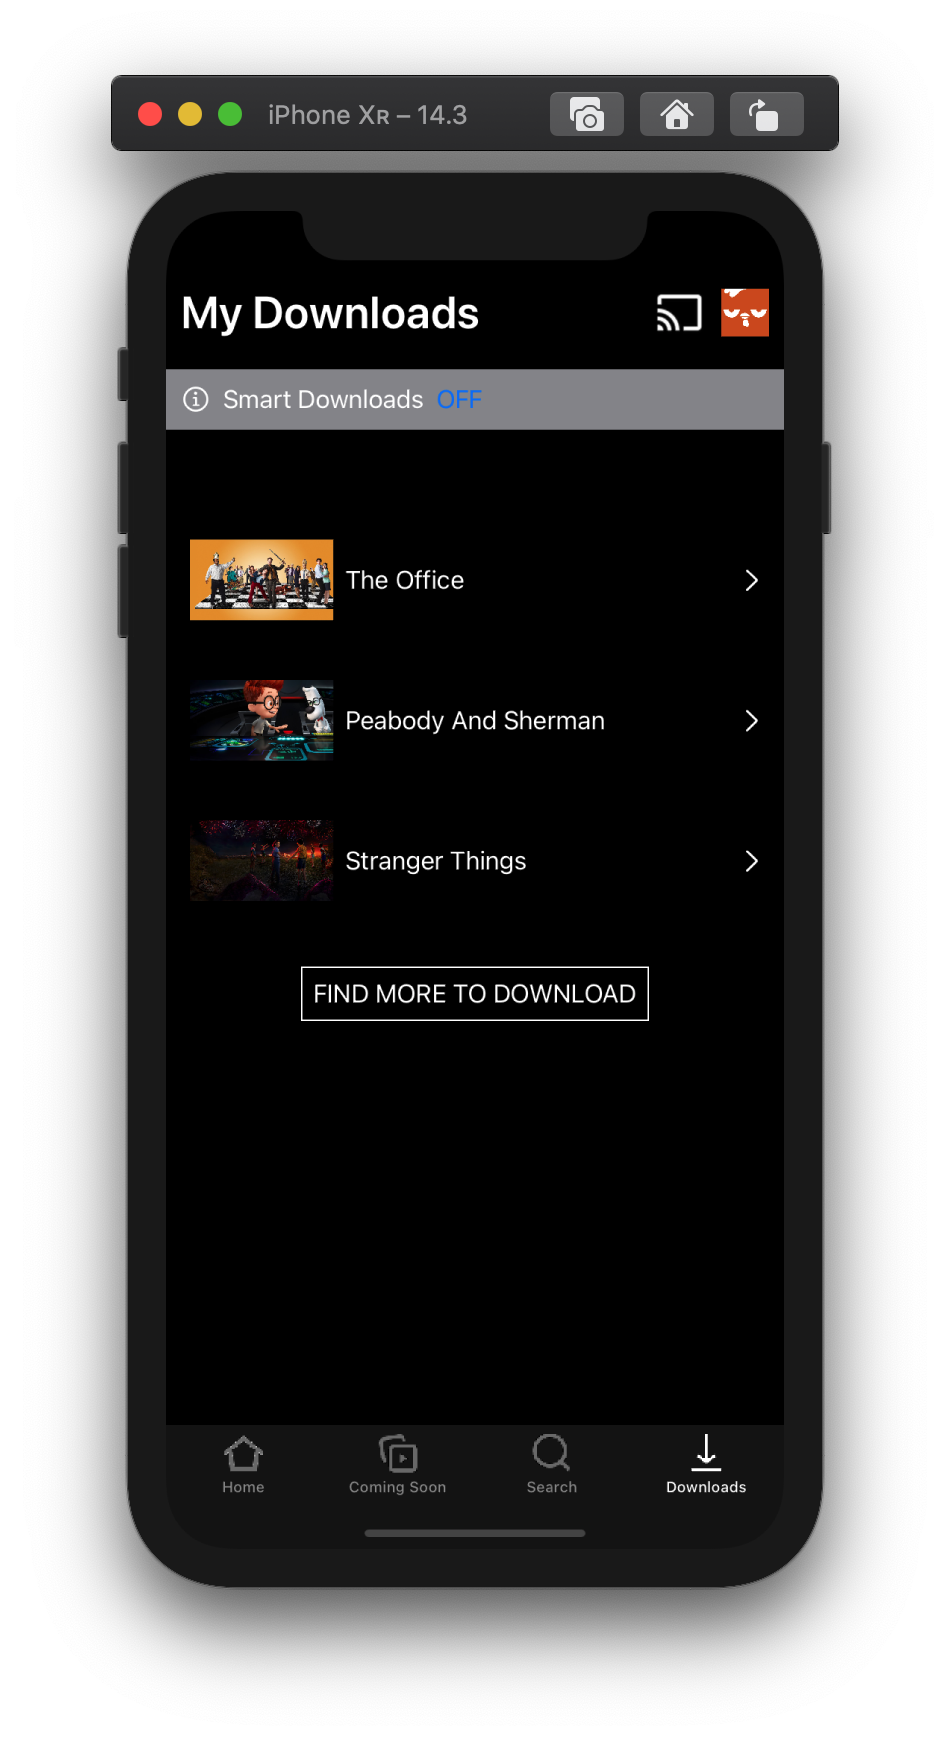 iPhone Xʀ – 14.3
My Downloads
Smart Downloads OFF
The Office
Peabody And Sherman
Stranger Things
FIND MORE TO DOWNLOAD
Home Coming Soon Search Downloads